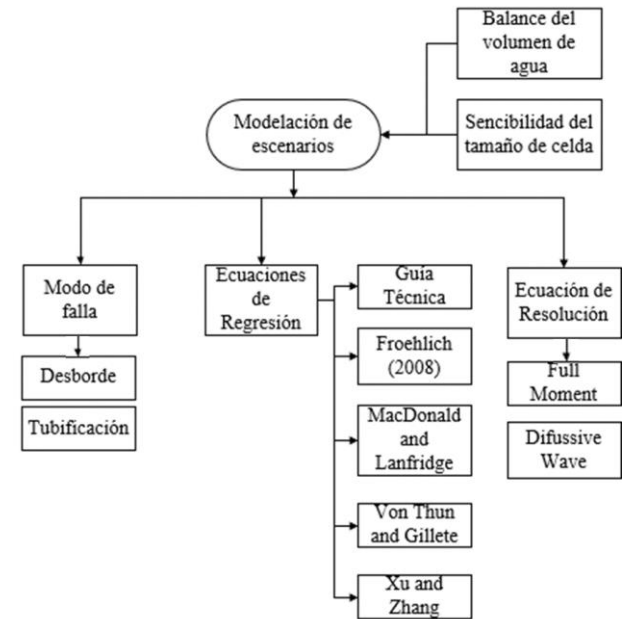 Balance del
volumen de
agua
Modelación de
escenarios
Sencibilidad del
tamaño de celda
Modo de
falla
Desborde
Tubificación
Ecuaciones
de
Regresión
Guía
Técnica
Froehlich
(2008)
MacDonald
and
Lanfridge
Von Thun
and Gillete
Xu and
Zhang
Ecuación de
Resolución
Full
Moment
Difussive
Wave